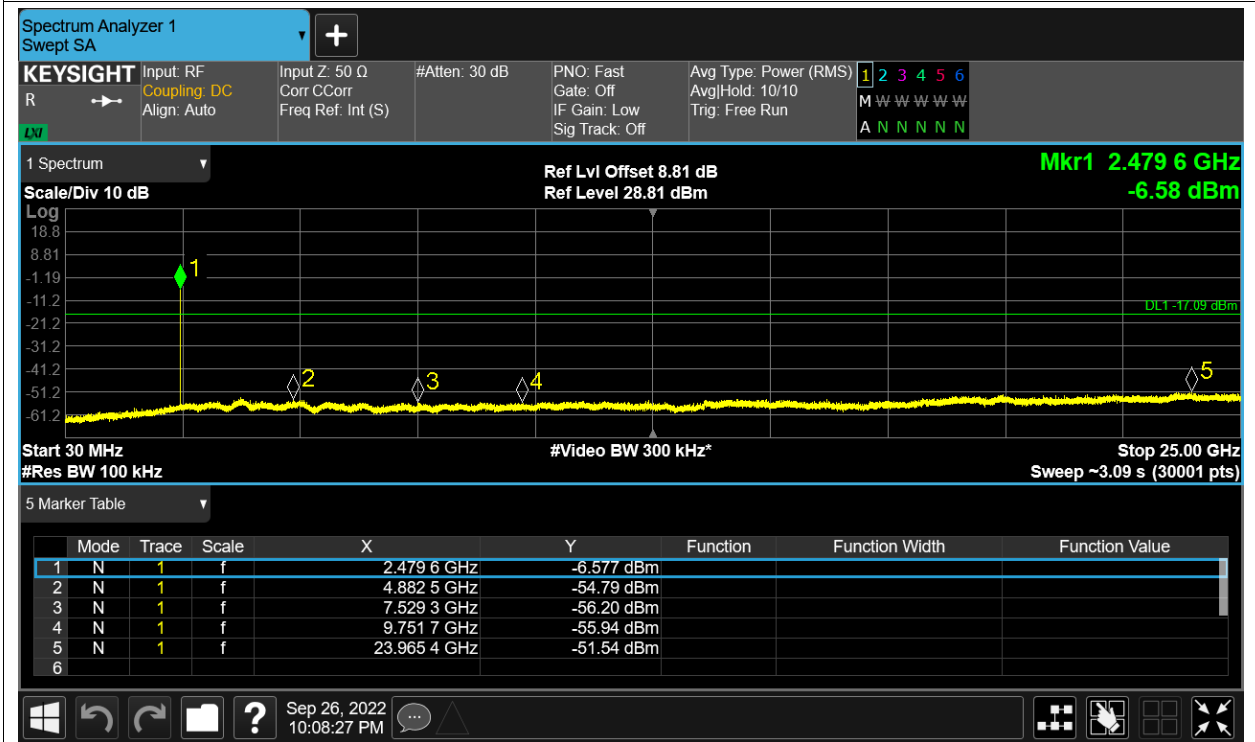 Spectrum Analyzer 1
Swept SA
+
KEYSIGHT Input: RF Input Z: 50 Ω #Atten: 30 dB PNO: Fast Avg Type: Power (RMS) 1 2 3 4 5 6
R Coupling: DC Corr CCorr Gate: Off Avg|Hold: 10/10 M W W W W W
Align: Auto Freq Ref: Int (S) IF Gain: Low Trig: Free Run
LXI Sig Track: Off A N N N N N
1 Spectrum Ref Lvl Offset 8.81 dB Mkr1 2.479 6 GHz
Scale/Div 10 dB Ref Level 28.81 dBm -6.58 dBm
Log
18.8
8.81
1
-1.19
-11.2
DL1 -17.09 dBm
-21.2
-31.2
-41.2
2 3 4 5
-51.2
-61.2
Start 30 MHz #Video BW 300 kHz* Stop 25.00 GHz
#Res BW 100 kHz Sweep ~3.09 s (30001 pts)
5 Marker Table
Mode Trace Scale X Y Function Function Width Function Value
1 N 1 f 2.479 6 GHz -6.577 dBm
2 N 1 f 4.882 5 GHz -54.79 dBm
3 N 1 f 7.529 3 GHz -56.20 dBm
4 N 1 f 9.751 7 GHz -55.94 dBm
5 N 1 f 23.965 4 GHz -51.54 dBm
6
? Sep 26, 2022
10:08:27 PM